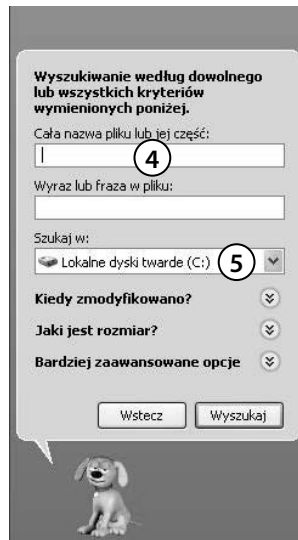 Wyszukiwanie według dowolnego
lub wszystkich kryteriów
wymienionych poniżej.
Cała nazwa pliku lub jej część:
4
Wyraz lub fraza w pliku:
Szukaj w:
Lokalne dyski twarde (C:) 5
Kiedy zmodyfikowano?
Jaki jest rozmiar?
Bardziej zaawansowane opcje
Wstecz Wyszukaj